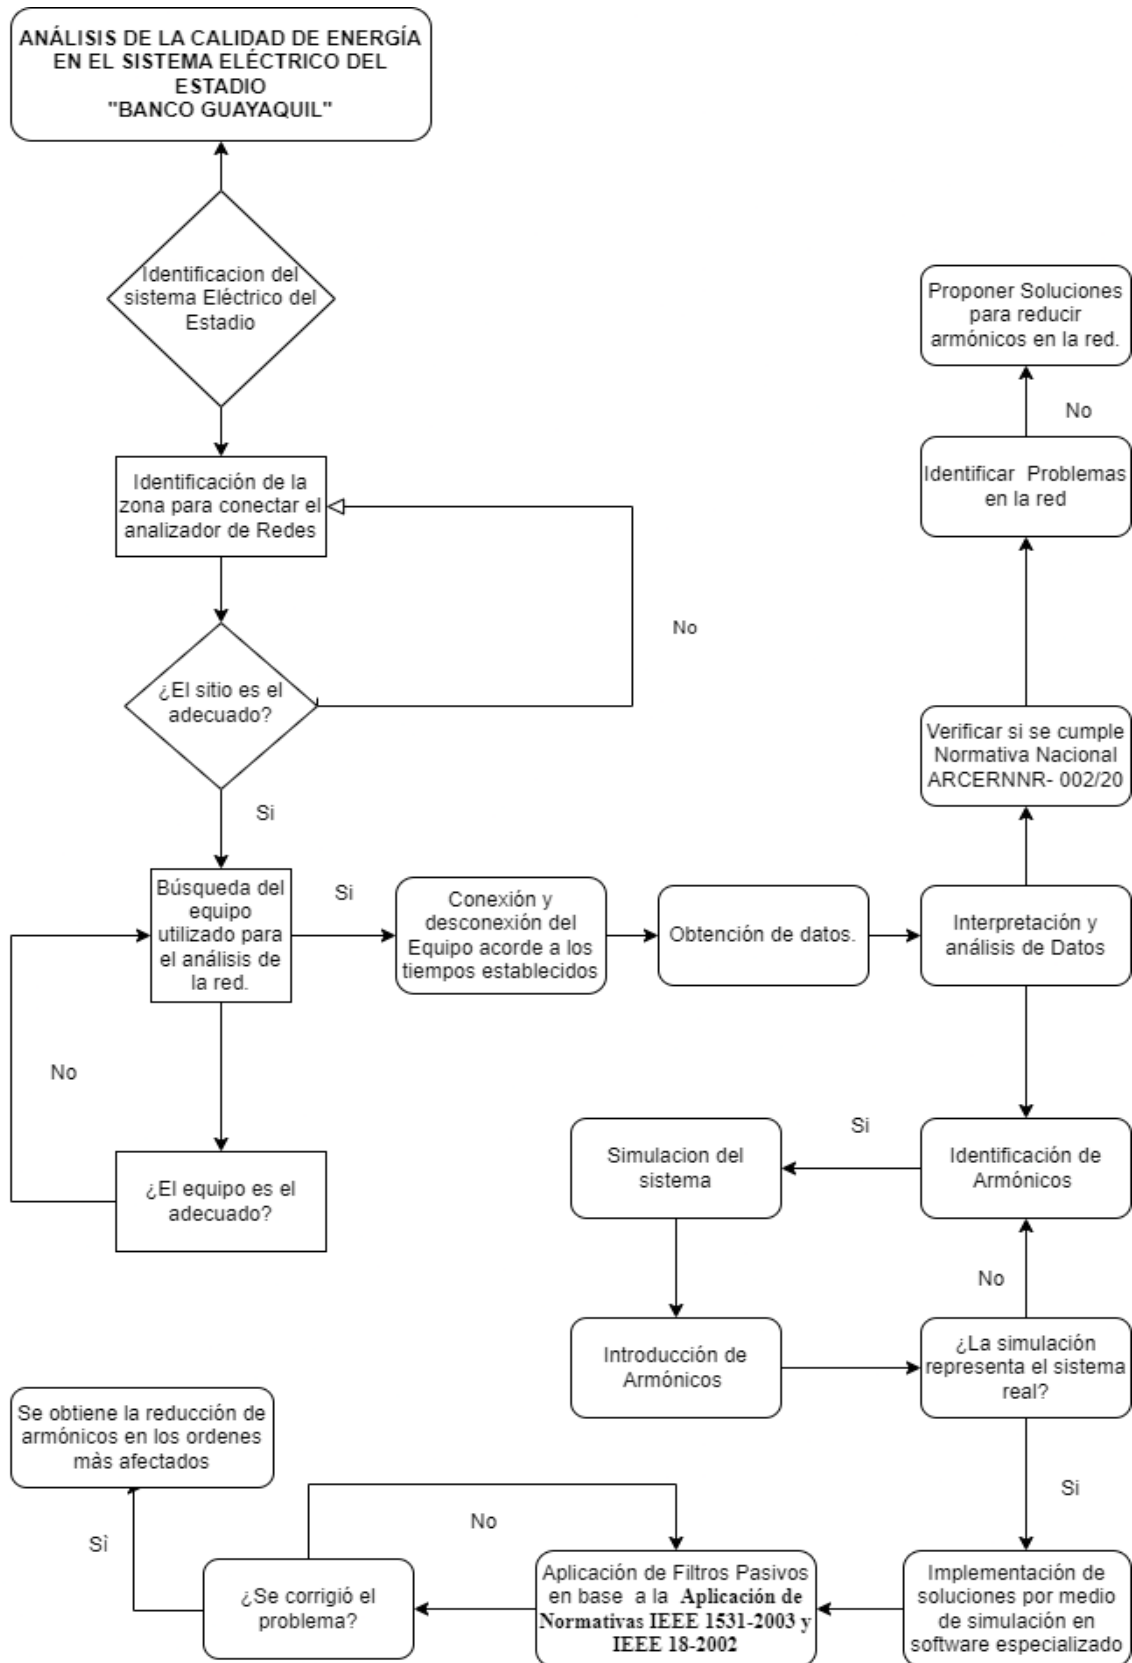 ANÁLISIS DE LA CALIDAD DE ENERGÍA
EN EL SISTEMA ELÉCTRICO DEL
ESTADIO
"BANCO GUAYAQUIL"
Identificacion del
sistema Eléctrico del
Estadio
Proponer Soluciones
para reducir
armónicos en la red.
No
Identificar Problemas
en la red
Identificación de la
zona para conectar el
analizador de Redes
No
¿El sitio es el
adecuado?
Verificar si se cumple
Normativa Nacional
ARCERNNR- 002/20
Si
Búsqueda del
equipo
utilizado para
el análisis de
la red.
Si
Conexión y
desconexión del
Equipo acorde a los
tiempos establecidos
Obtención de datos.
Interpretación y
análisis de Datos
No
¿El equipo es el
adecuado?
Simulacion del
sistema
Si
Identificación de
Armónicos
No
Introducción de
Armónicos
¿La simulación
representa el sistema
real?
Si
Se obtiene la reducción de
armónicos en los ordenes
màs afectados
Sì
No
¿Se corrigió el
problema?
Aplicación de Filtros Pasivos
en base a la Aplicación de
Normativas IEEE 1531-2003 y
IEEE 18-2002
Implementación de
soluciones por medio
de simulación en
software especializado